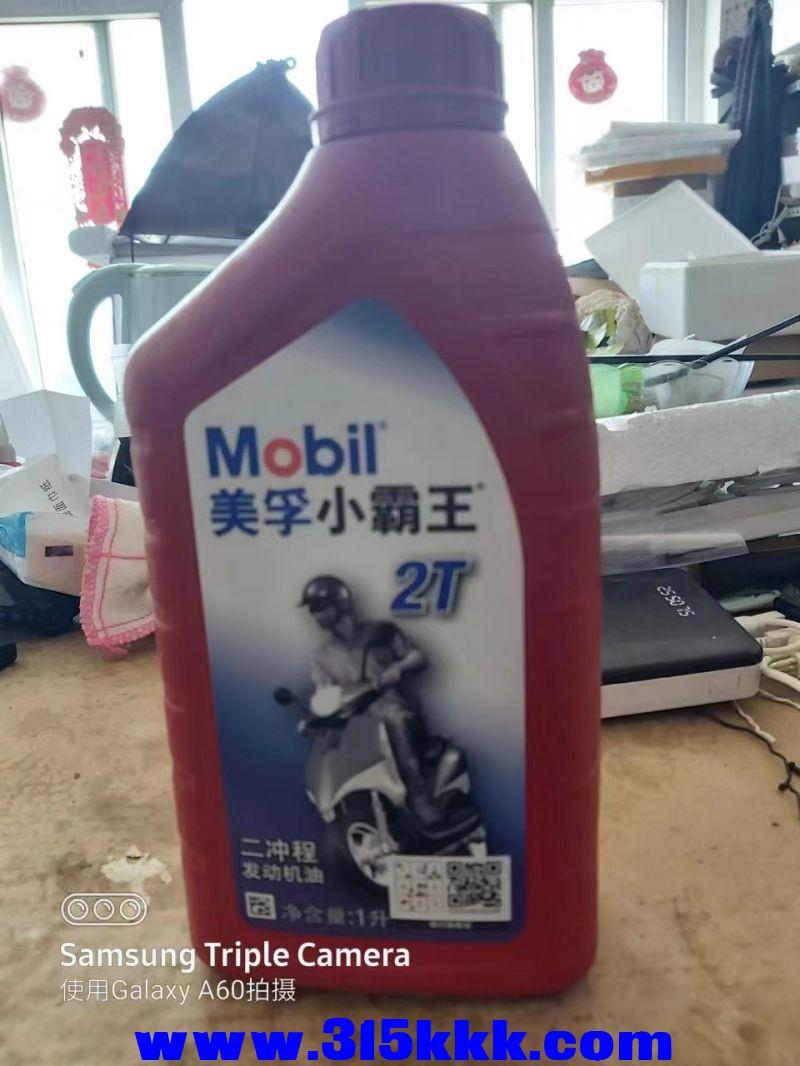 Mobil
美孚小霸王
2T
二冲程
发动机油
净含量:1升
Samsung Triple Camera
使用Galaxy A60拍摄
www.315kkk.com